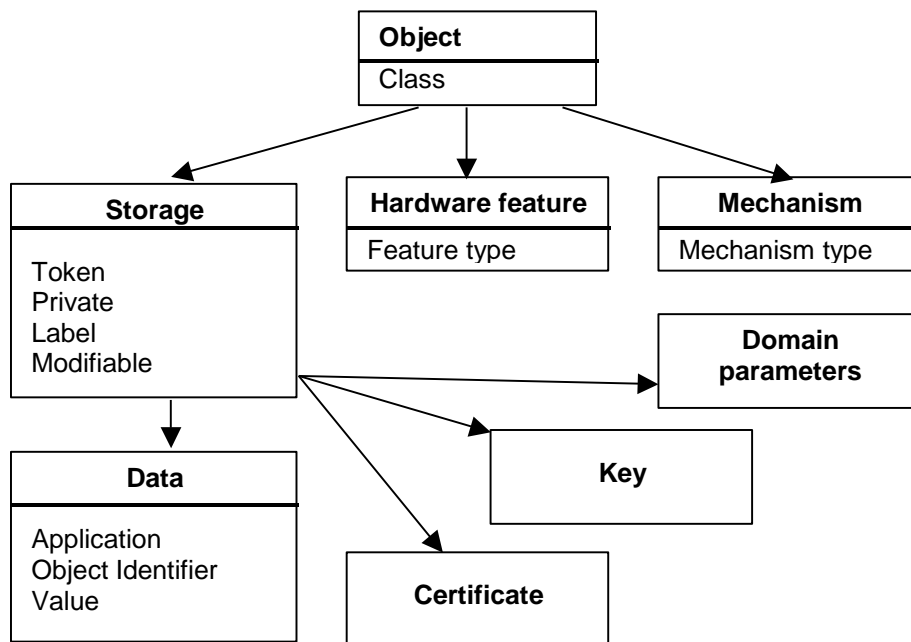 Object
Class
Storage
Token
Private
Label
Modifiable
Hardware feature
Feature type
Mechanism
Mechanism type
Domain
parameters
Key
Data
Application
Object Identifier
Value
Certificate